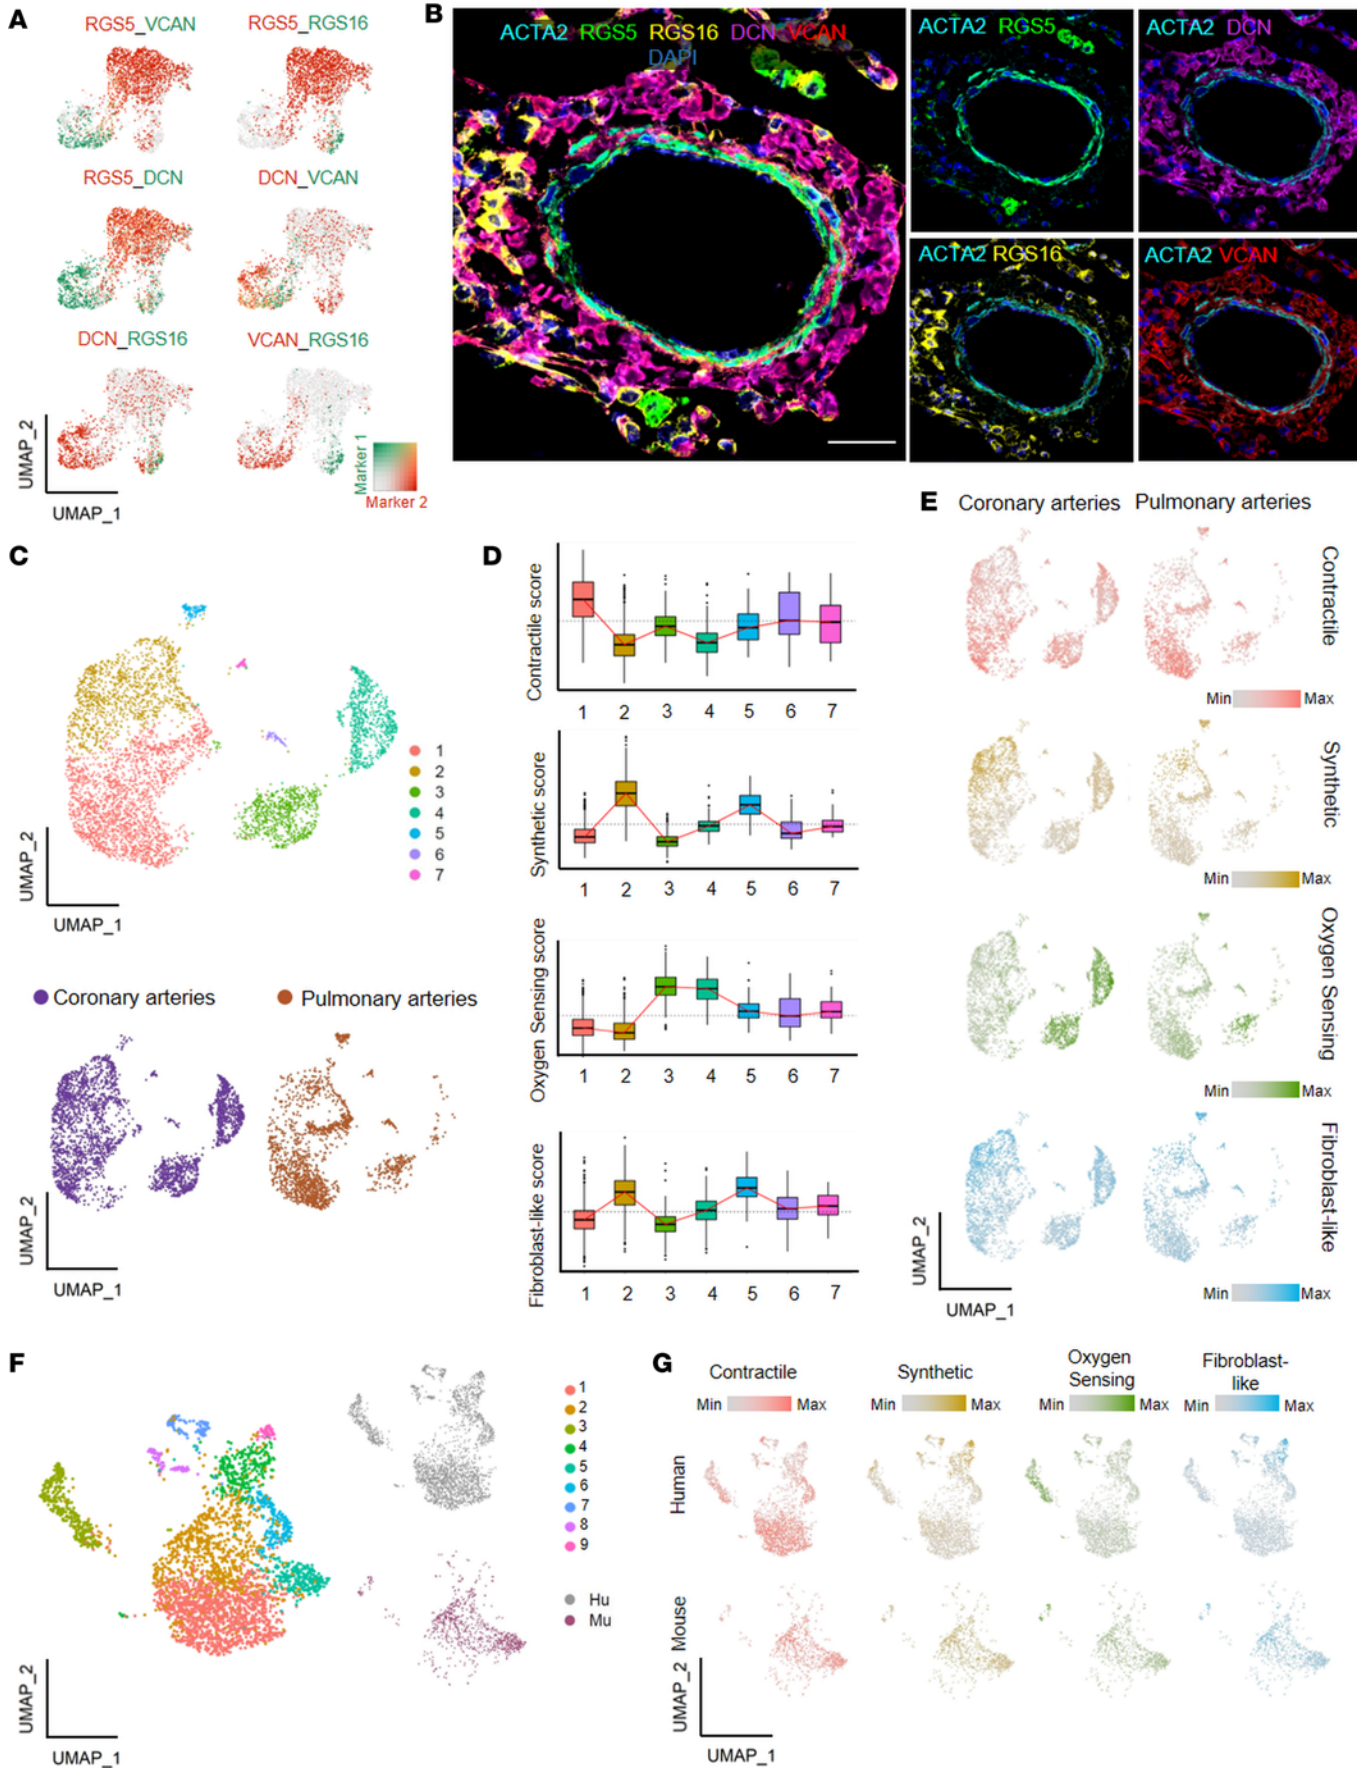 A
RGS5_VCAN
RGS5_RGS16
RGS5_DCN
DCN_VCAN
DCN_RGS16
VCAN_RGS16
UMAP_2
UMAP_1
Marker 1
Marker 2
B
ACTA2 RGS5 RGS16 DCN VCAN
DAPI
ACTA2 RGS5
ACTA2 DCN
ACTA2 RGS16
ACTA2 VCAN
C
1
2
3
4
5
6
7
UMAP_2
UMAP_1
Coronary arteries
Pulmonary arteries
UMAP_2
UMAP_1
D
Contractile score
1 2 3 4 5 6 7
Synthetic score
1 2 3 4 5 6 7
Oxygen Sensing score
1 2 3 4 5 6 7
Fibroblast-like score
1 2 3 4 5 6 7
E
Coronary arteries
Pulmonary arteries
Contractile
Min Max
Synthetic
Min Max
Oxygen Sensing
Min Max
Fibroblast-like
Min Max
UMAP_2
UMAP_1
F
1
2
3
4
5
6
7
8
9
Hu
Mu
UMAP_2
UMAP_1
G
Contractile
Min Max
Synthetic
Min Max
Oxygen
Sensing
Min Max
Fibroblast-
like
Min Max
Human
Mouse
UMAP_2
UMAP_1